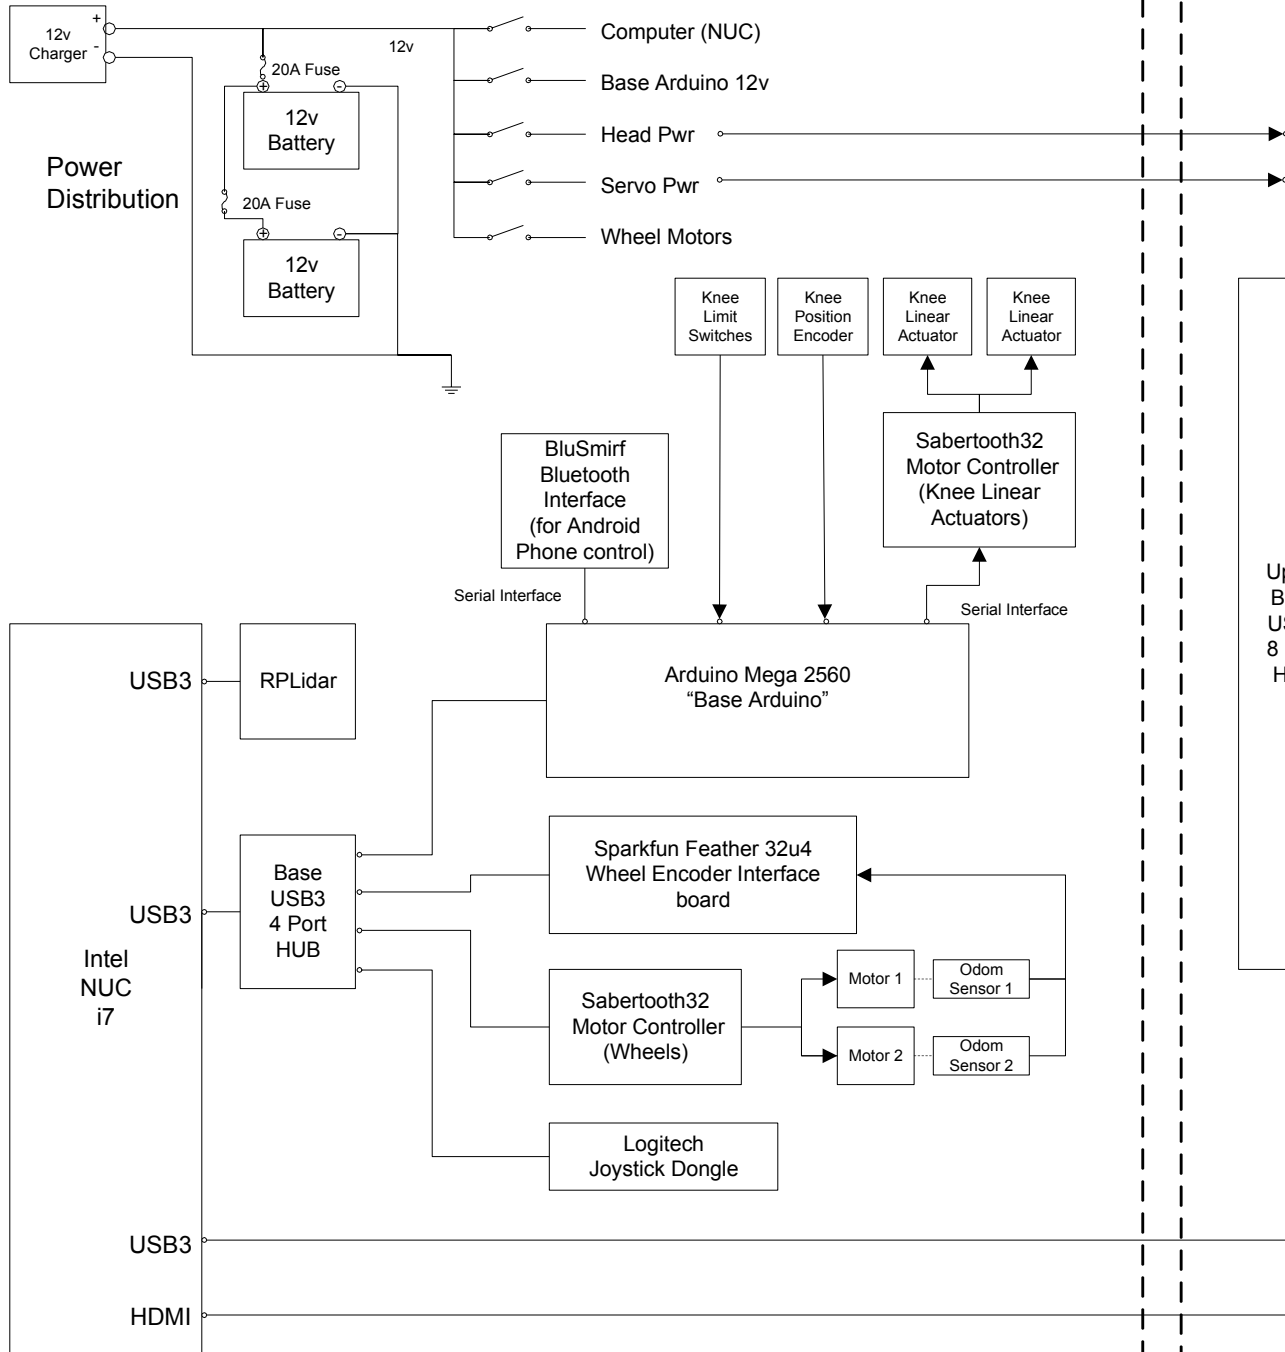 12v
Charger
+
-
12v
20A Fuse
12v
Battery
Power
Distribution
20A Fuse
12v
Battery
Computer (NUC)
Base Arduino 12v
Head Pwr
Servo Pwr
Wheel Motors
Knee
Limit
Switches
Knee
Position
Encoder
Knee
Linear
Actuator
Knee
Linear
Actuator
Sabertooth32
Motor Controller
(Knee Linear
Actuators)
BluSmirf
Bluetooth
Interface
(for Android
Phone control)
Serial Interface
Serial Interface
Arduino Mega 2560
“Base Arduino”
USB3
RPLidar
USB3
Base
USB3
4 Port
HUB
Intel
NUC
i7
Sparkfun Feather 32u4
Wheel Encoder Interface
board
Sabertooth32
Motor Controller
(Wheels)
Motor 1
Odom
Sensor 1
Motor 2
Odom
Sensor 2
Logitech
Joystick Dongle
USB3
HDMI
8